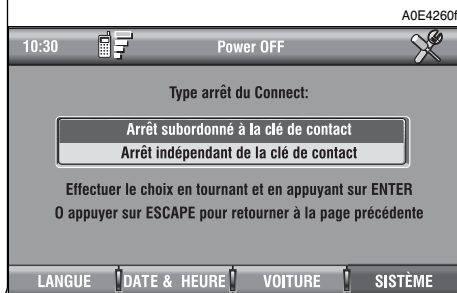 A0E4260f
10:30 Power OFF
Type arrêt du Connect:
Arrêt subordonné à la clé de contact
Arrêt indépendant de la clé de contact
Effectuer le choix en tournant et en appuyant sur ENTER
O appuyer sur ESCAPE pour retourner à la page précédente
LANGUE DATE & HEURE VOITURE SISTÈME